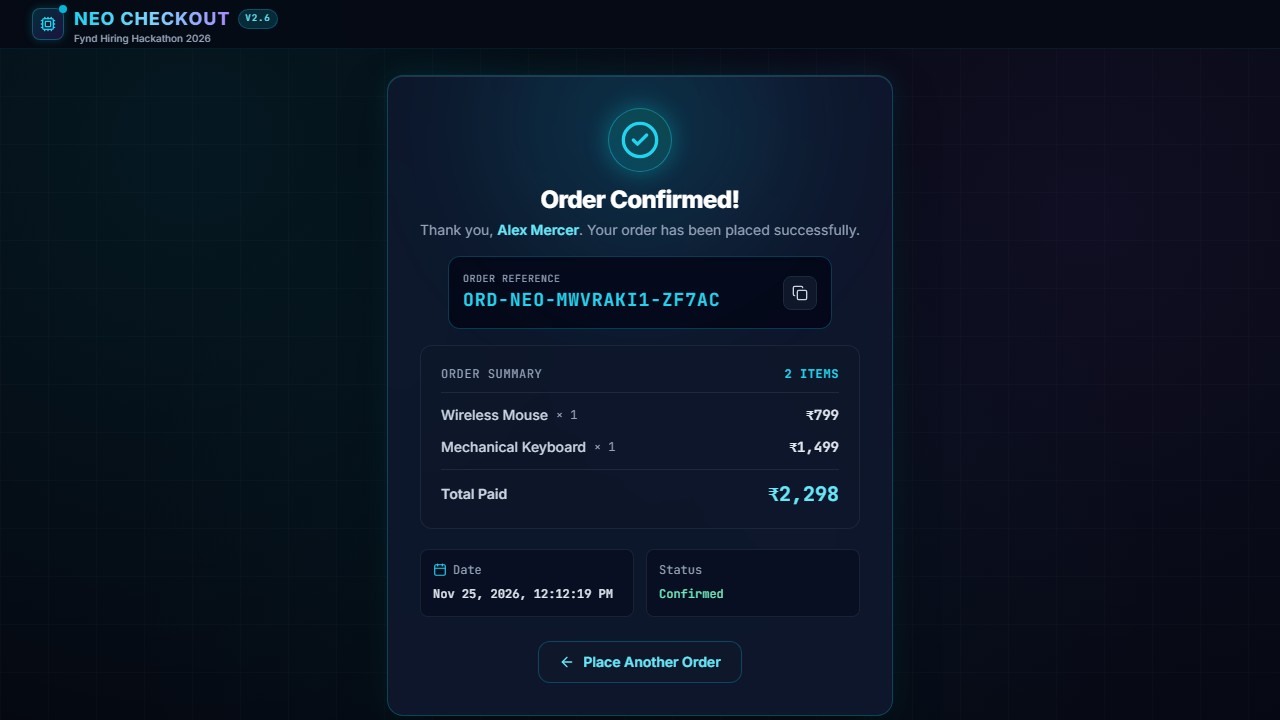 NEO CHECKOUT V2.6
Fynd Hiring Hackathon 2026
Order Confirmed!
Thank you, Alex Mercer. Your order has been placed successfully.
ORDER REFERENCE
ORD-NEO-MWVRAKI1-ZF7AC
ORDER SUMMARY 2 ITEMS
Wireless Mouse × 1 ₹799
Mechanical Keyboard × 1 ₹1,499
Total Paid ₹2,298
Date
Nov 25, 2026, 12:12:19 PM
Status
Confirmed
Place Another Order